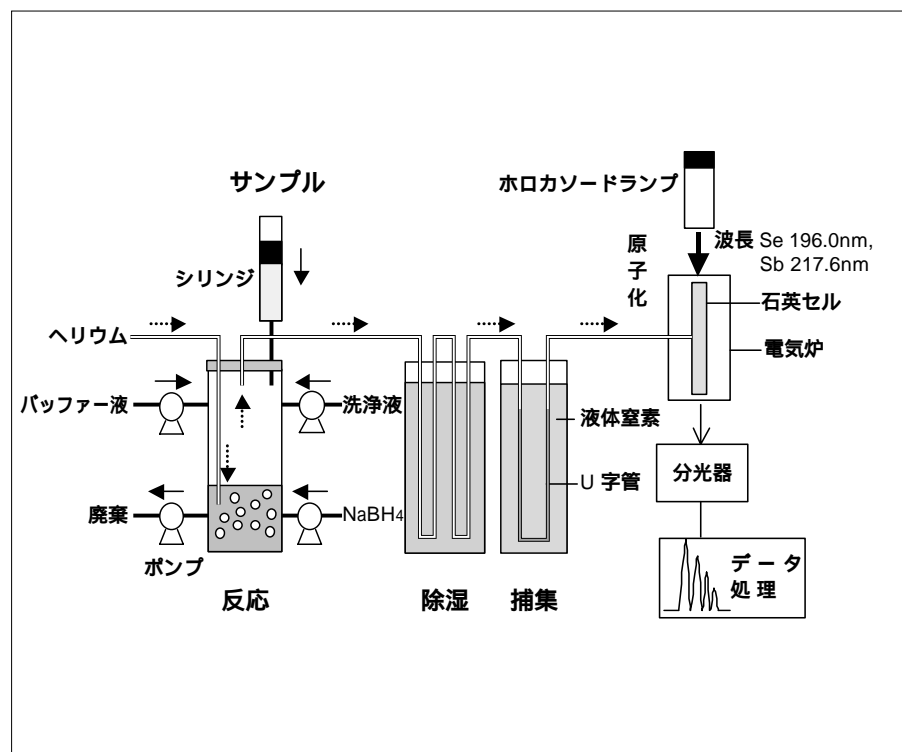 サンプル
ホロカソードランプ
シリンジ
原
子
化
波長 Se 196.0nm,
Sb 217.6nm
石英セル
ヘリウム
電気炉
バッファー液
洗浄液
液体窒素
分光器
U 字管
廃棄
NaBH4
ポンプ
データ
処理
反応
除湿
捕集